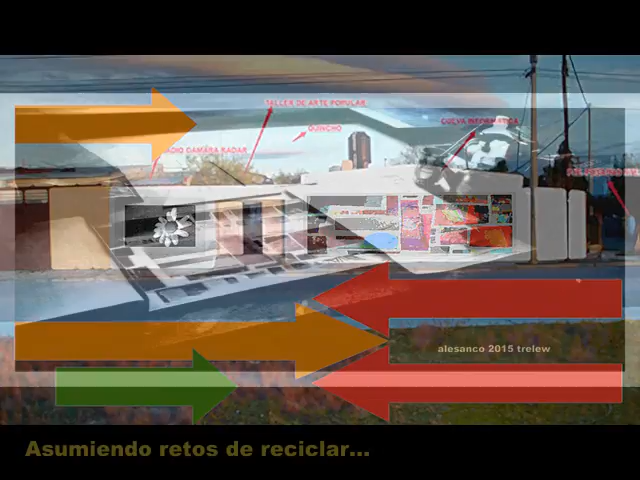 TALLER DE ARTE POPULAR
CUEVA INFORMATICA
QUINCHO
RADIO CAMARA RADAR
alesanco 2015 trelew
Asumiendo retos de reciclar...